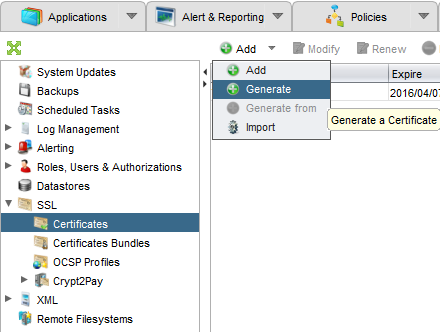 Applications
Alert & Reporting
Policies
Add
Modify
Renew
Expire
2016/04/07
Add
Generate
Generate from
Import
Generate a Certificate
System Updates
Backups
Scheduled Tasks
Log Management
Alerting
Roles, Users & Authorizations
Datastores
SSL
Certificates
Certificates Bundles
OCSP Profiles
Crypt2Pay
XML
Remote Filesystems